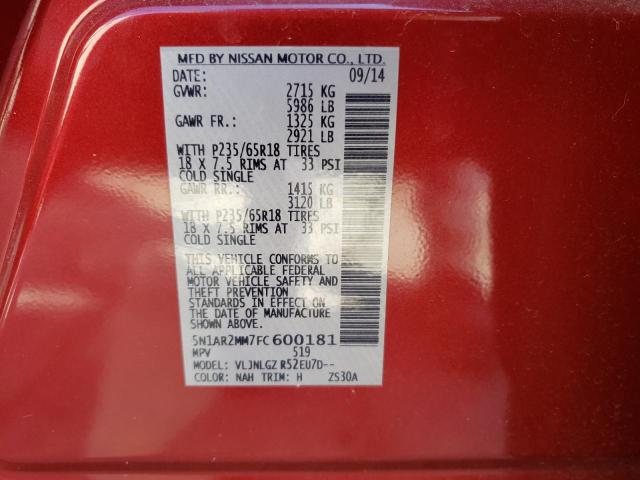 MFD BY NISSAN MOTOR CO., LTD.
DATE: 09/14
GVWR: 2715 KG
5986 LB
GAWR FR.: 1325 KG
2921 LB
WITH P235/65R18 TIRES
18 X 7.5 RIMS AT 33 PSI
COLD SINGLE
GAWR RR.: 1415 KG
3120 LB
WITH P235/65R18 TIRES
18 X 7.5 RIMS AT 33 PSI
COLD SINGLE
THIS VEHICLE CONFORMS TO
ALL APPLICABLE FEDERAL
MOTOR VEHICLE SAFETY AND
THEFT PREVENTION
STANDARDS IN EFFECT ON
THE DATE OF MANUFACTURE
SHOWN ABOVE.
5N1AR2MM7FC600181
MPV 519
MODEL: VLJNLGZ R52EU7D--
COLOR: NAH TRIM: H ZS30A